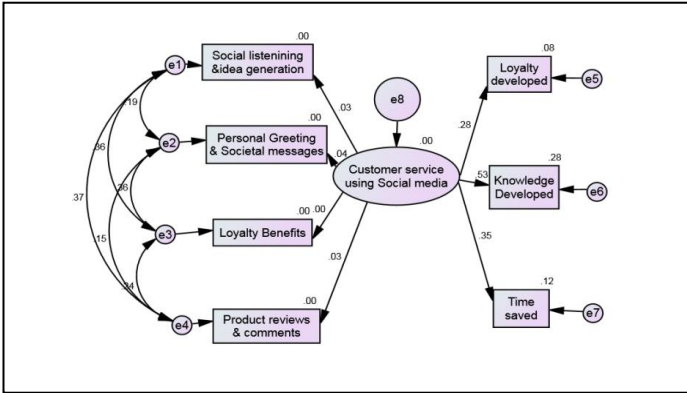 .00
Social listenining
&idea generation
e1
.19
.00
Personal Greeting
& Societal messages
e2
.36
.36
.37
.15
.34
.00
Loyalty Benefits
e3
.00
Product reviews
& comments
e4
.03
.04
.00
.03
e8
.00
Customer service
using Social media
.28
.53
.35
.08
Loyalty
developed
e5
.28
Knowledge
Developed
e6
.12
Time
saved
e7